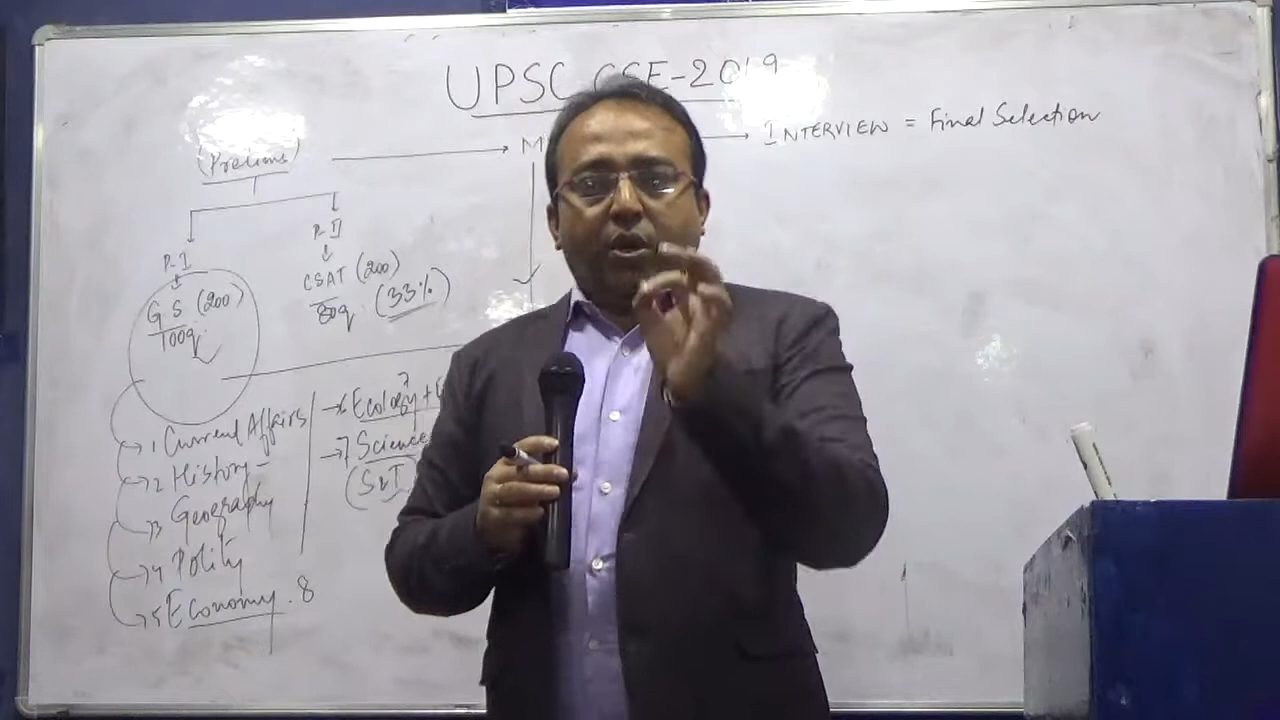 UPSC CSE-2019
(Prelims) → M → INTERVIEW = Final Selection
P-I
G.S (200)
100q.
P-II
CSAT (200)
80q. (33%)
1 Current Affairs
2 History
3 Geography
4 Polity
5 Economy. 8
6 Ecology +
7 Science
(S&T